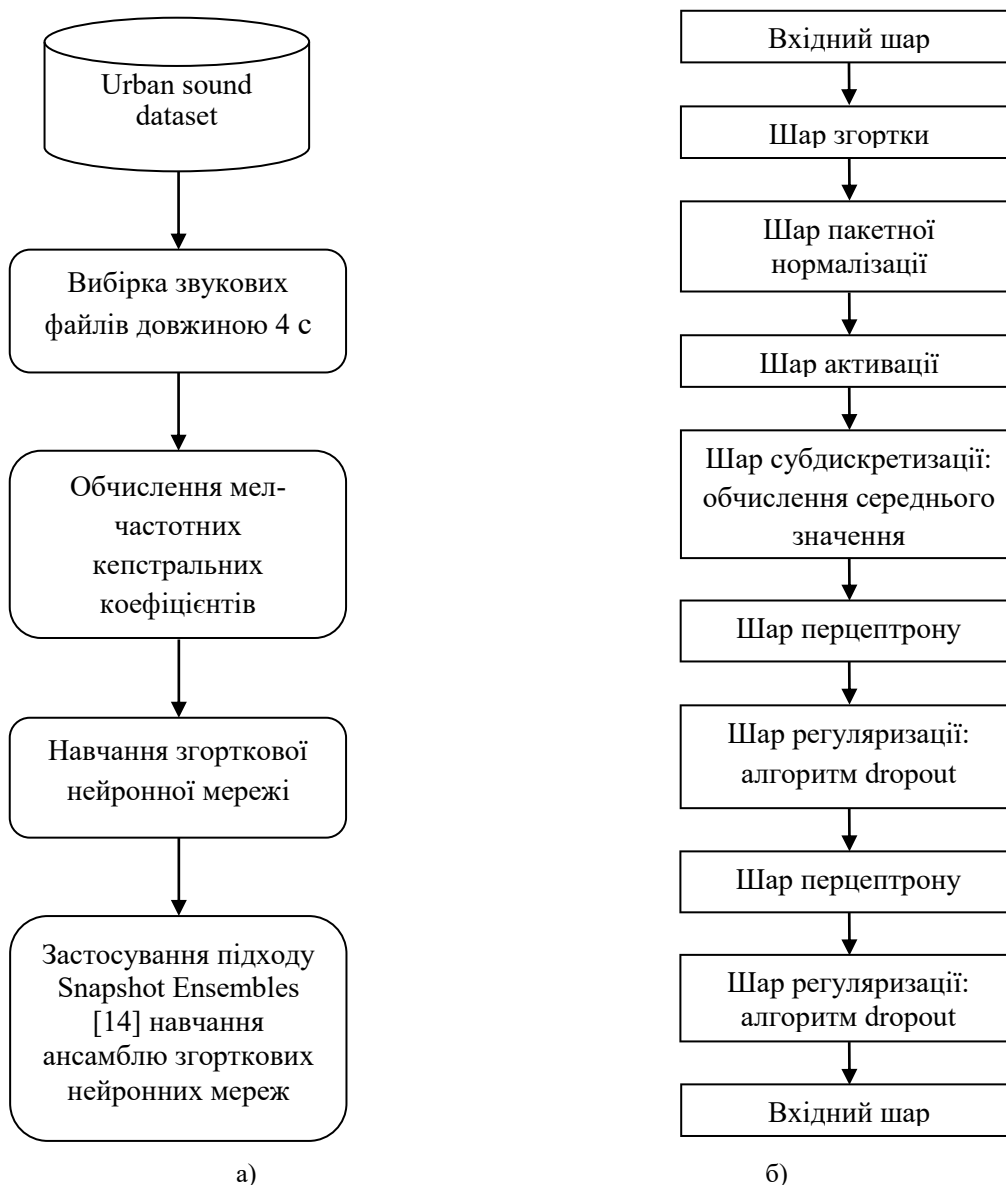 Urban sound
dataset
Вибірка звукових
файлів довжиною 4 с
Обчислення мел-
частотних
кепстральних
коефіцієнтів
Навчання згорткової
нейронної мережі
Застосування підходу
Snapshot Ensembles
[14] навчання
ансамблю згорткових
нейронних мереж
а)
Вхідний шар
Шар згортки
Шар пакетної
нормалізації
Шар активації
Шар субдискретизації:
обчислення середнього
значення
Шар перцептрону
Шар регуляризації:
алгоритм dropout
Шар перцептрону
Шар регуляризації:
алгоритм dropout
Вхідний шар
б)